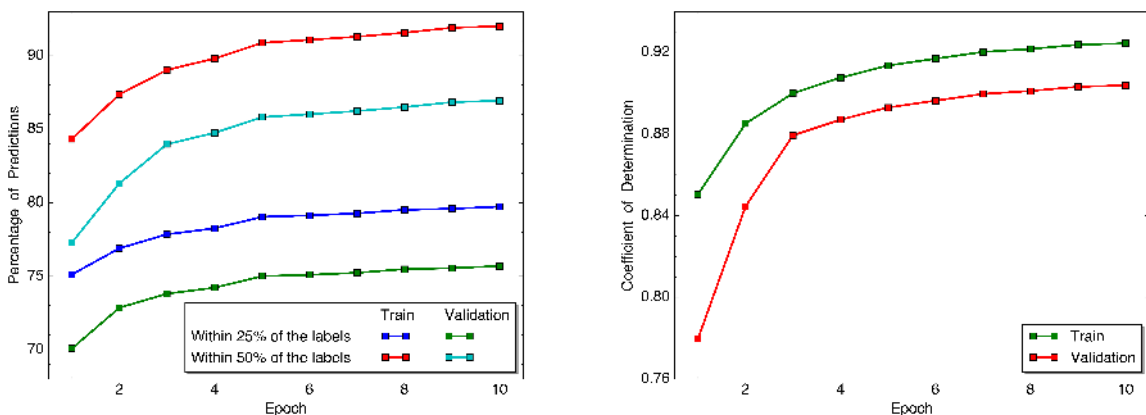 Percentage of Predictions
90
85
80
75
70
2 4 6 8 10
Epoch
Train Validation
Within 25% of the labels
Within 50% of the labels
Coefficient of Determination
0.92
0.88
0.84
0.80
0.76
2 4 6 8 10
Epoch
Train
Validation